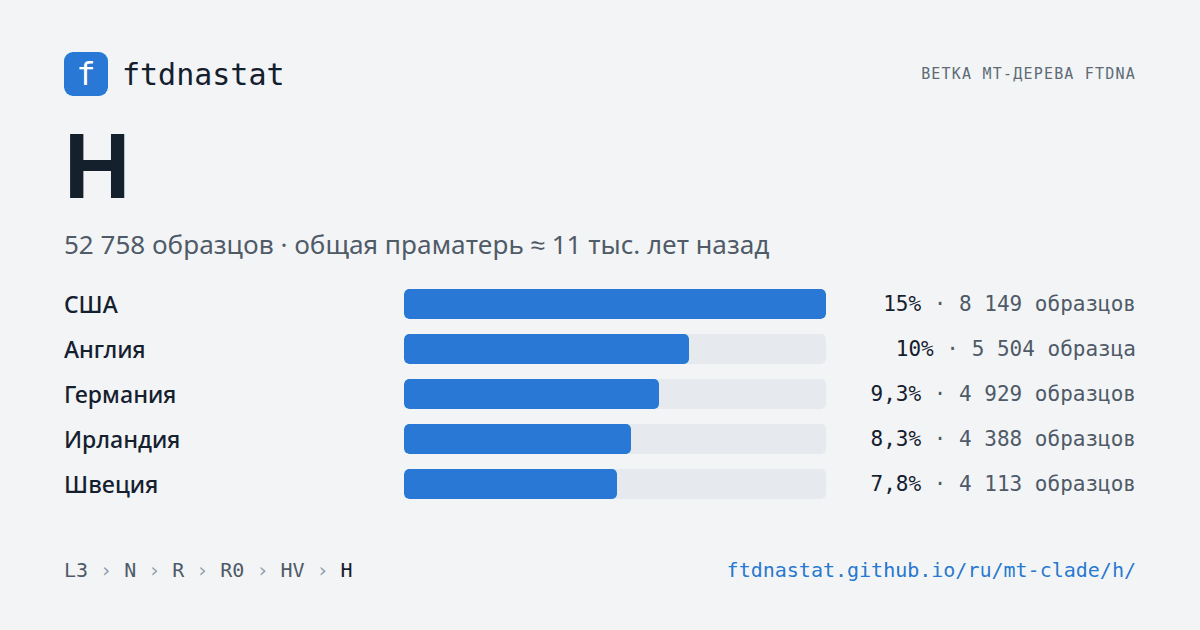 f ftdnastat
ВЕТКА МТ-ДЕРЕВА FTDNA
H
52 758 образцов · общая праматерь ≈ 11 тыс. лет назад
США 15% · 8 149 образцов
Англия 10% · 5 504 образца
Германия 9,3% · 4 929 образцов
Ирландия 8,3% · 4 388 образцов
Швеция 7,8% · 4 113 образцов
L3 › N › R › R0 › HV › H
ftdnastat.github.io/ru/mt-clade/h/